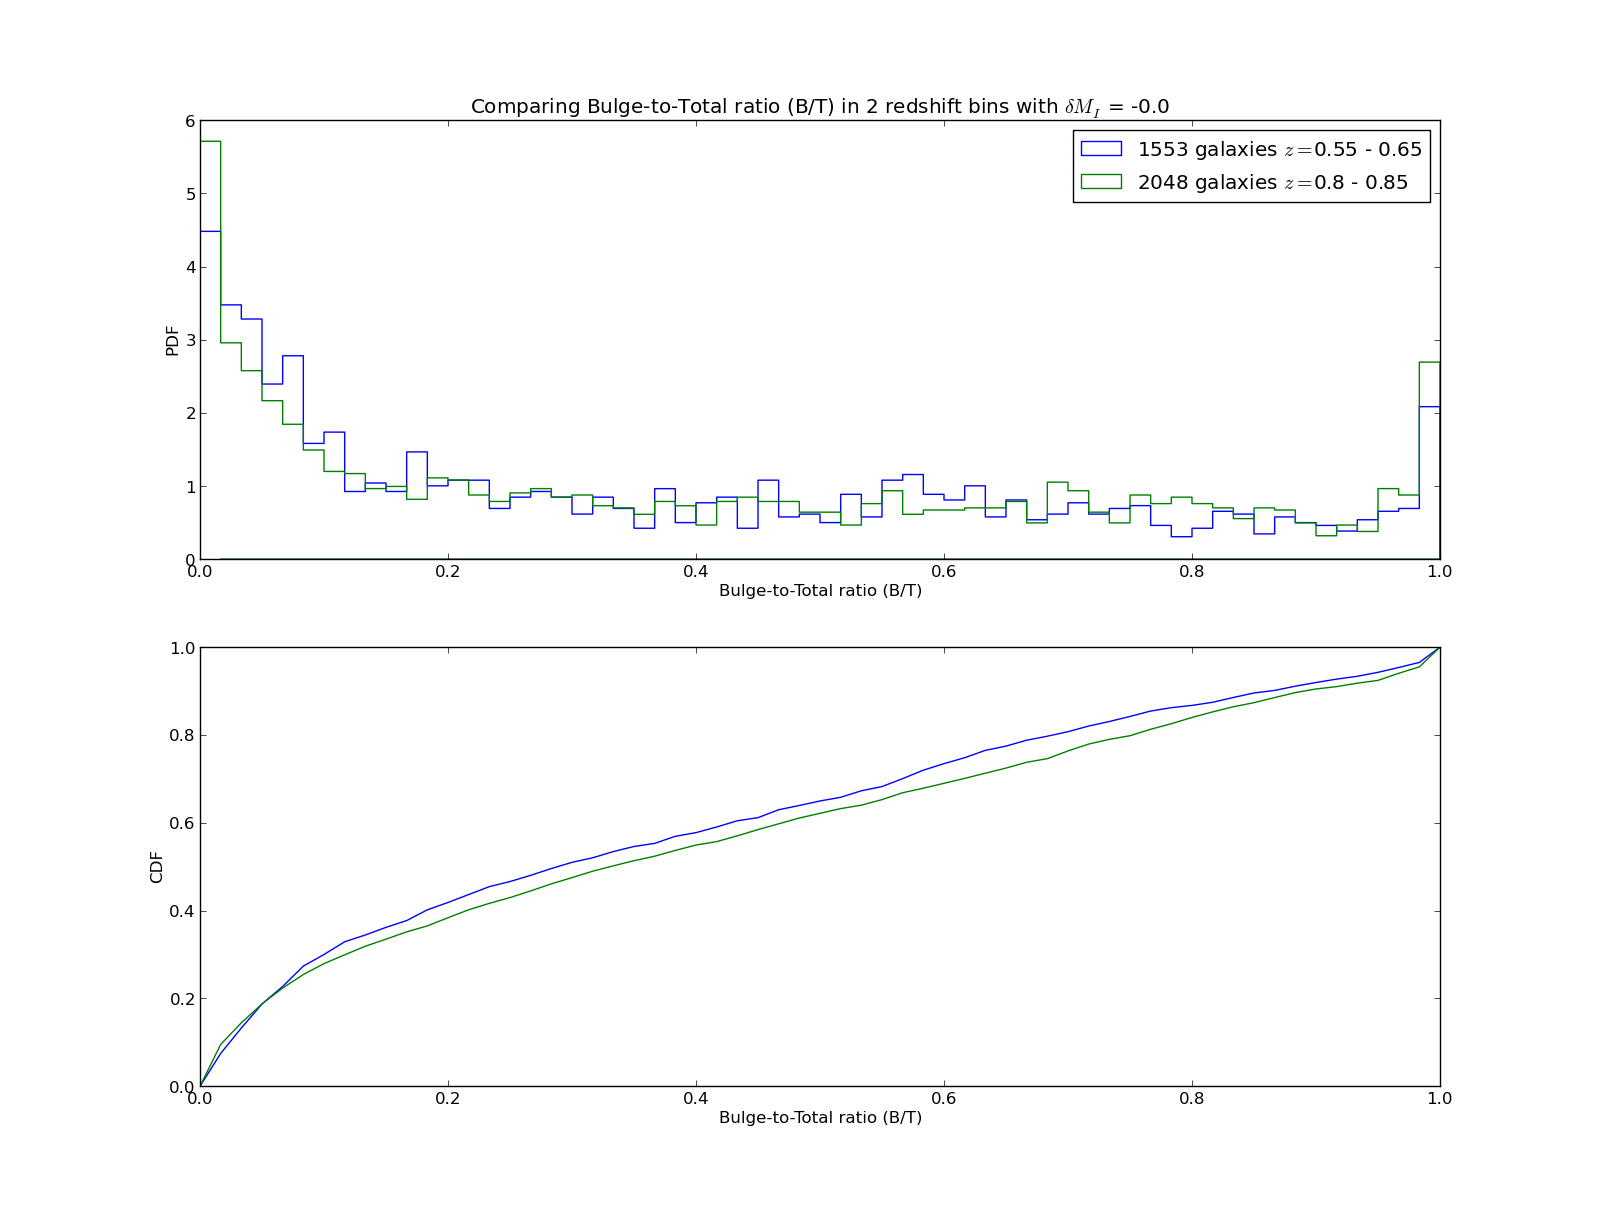 Comparing Bulge-to-Total ratio (B/T) in 2 redshift bins with δM_I = -0.0
6
5
4
3
2
1
0
PDF
1553 galaxies z=0.55 - 0.65
2048 galaxies z=0.8 - 0.85
0.0 0.2 0.4 0.6 0.8 1.0
Bulge-to-Total ratio (B/T)
1.0
0.8
0.6
0.4
0.2
0.0
CDF
0.0 0.2 0.4 0.6 0.8 1.0
Bulge-to-Total ratio (B/T)